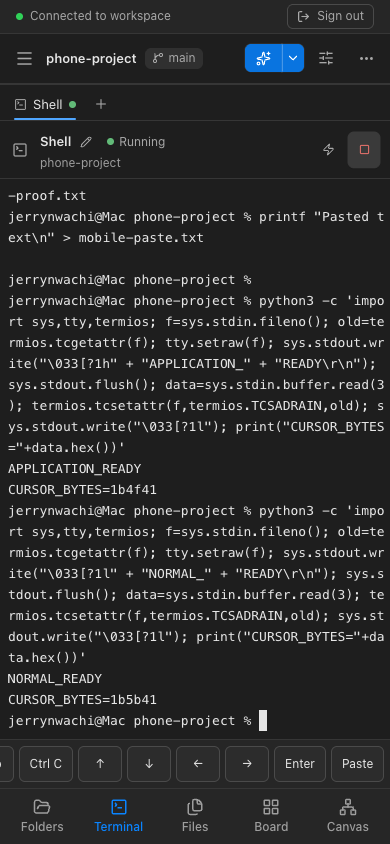 Connected to workspace
Sign out
phone-project
main
Shell
Shell
Running
phone-project
-proof.txt
jerrynwachi@Mac phone-project % printf "Pasted t
ext\n" > mobile-paste.txt
jerrynwachi@Mac phone-project %
jerrynwachi@Mac phone-project % python3 -c 'impo
rt sys,tty,termios; f=sys.stdin.fileno(); old=te
rmios.tcgetattr(f); tty.setraw(f); sys.stdout.wr
ite("\033[?1h" + "APPLICATION_" + "READY\r\n");
sys.stdout.flush(); data=sys.stdin.buffer.read(3
); termios.tcsetattr(f,termios.TCSADRAIN,old); s
ys.stdout.write("\033[?1l"); print("CURSOR_BYTES
="+data.hex())'
APPLICATION_READY
CURSOR_BYTES=1b4f41
jerrynwachi@Mac phone-project % python3 -c 'impo
rt sys,tty,termios; f=sys.stdin.fileno(); old=te
rmios.tcgetattr(f); tty.setraw(f); sys.stdout.wr
ite("\033[?1l" + "NORMAL_" + "READY\r\n"); sys.s
tdout.flush(); data=sys.stdin.buffer.read(3); te
rmios.tcsetattr(f,termios.TCSADRAIN,old); sys.st
dout.write("\033[?1l"); print("CURSOR_BYTES="+da
ta.hex())'
NORMAL_READY
CURSOR_BYTES=1b5b41
jerrynwachi@Mac phone-project %
Ctrl C ↑ ↓ ← → Enter Paste
Folders Terminal Files Board Canvas